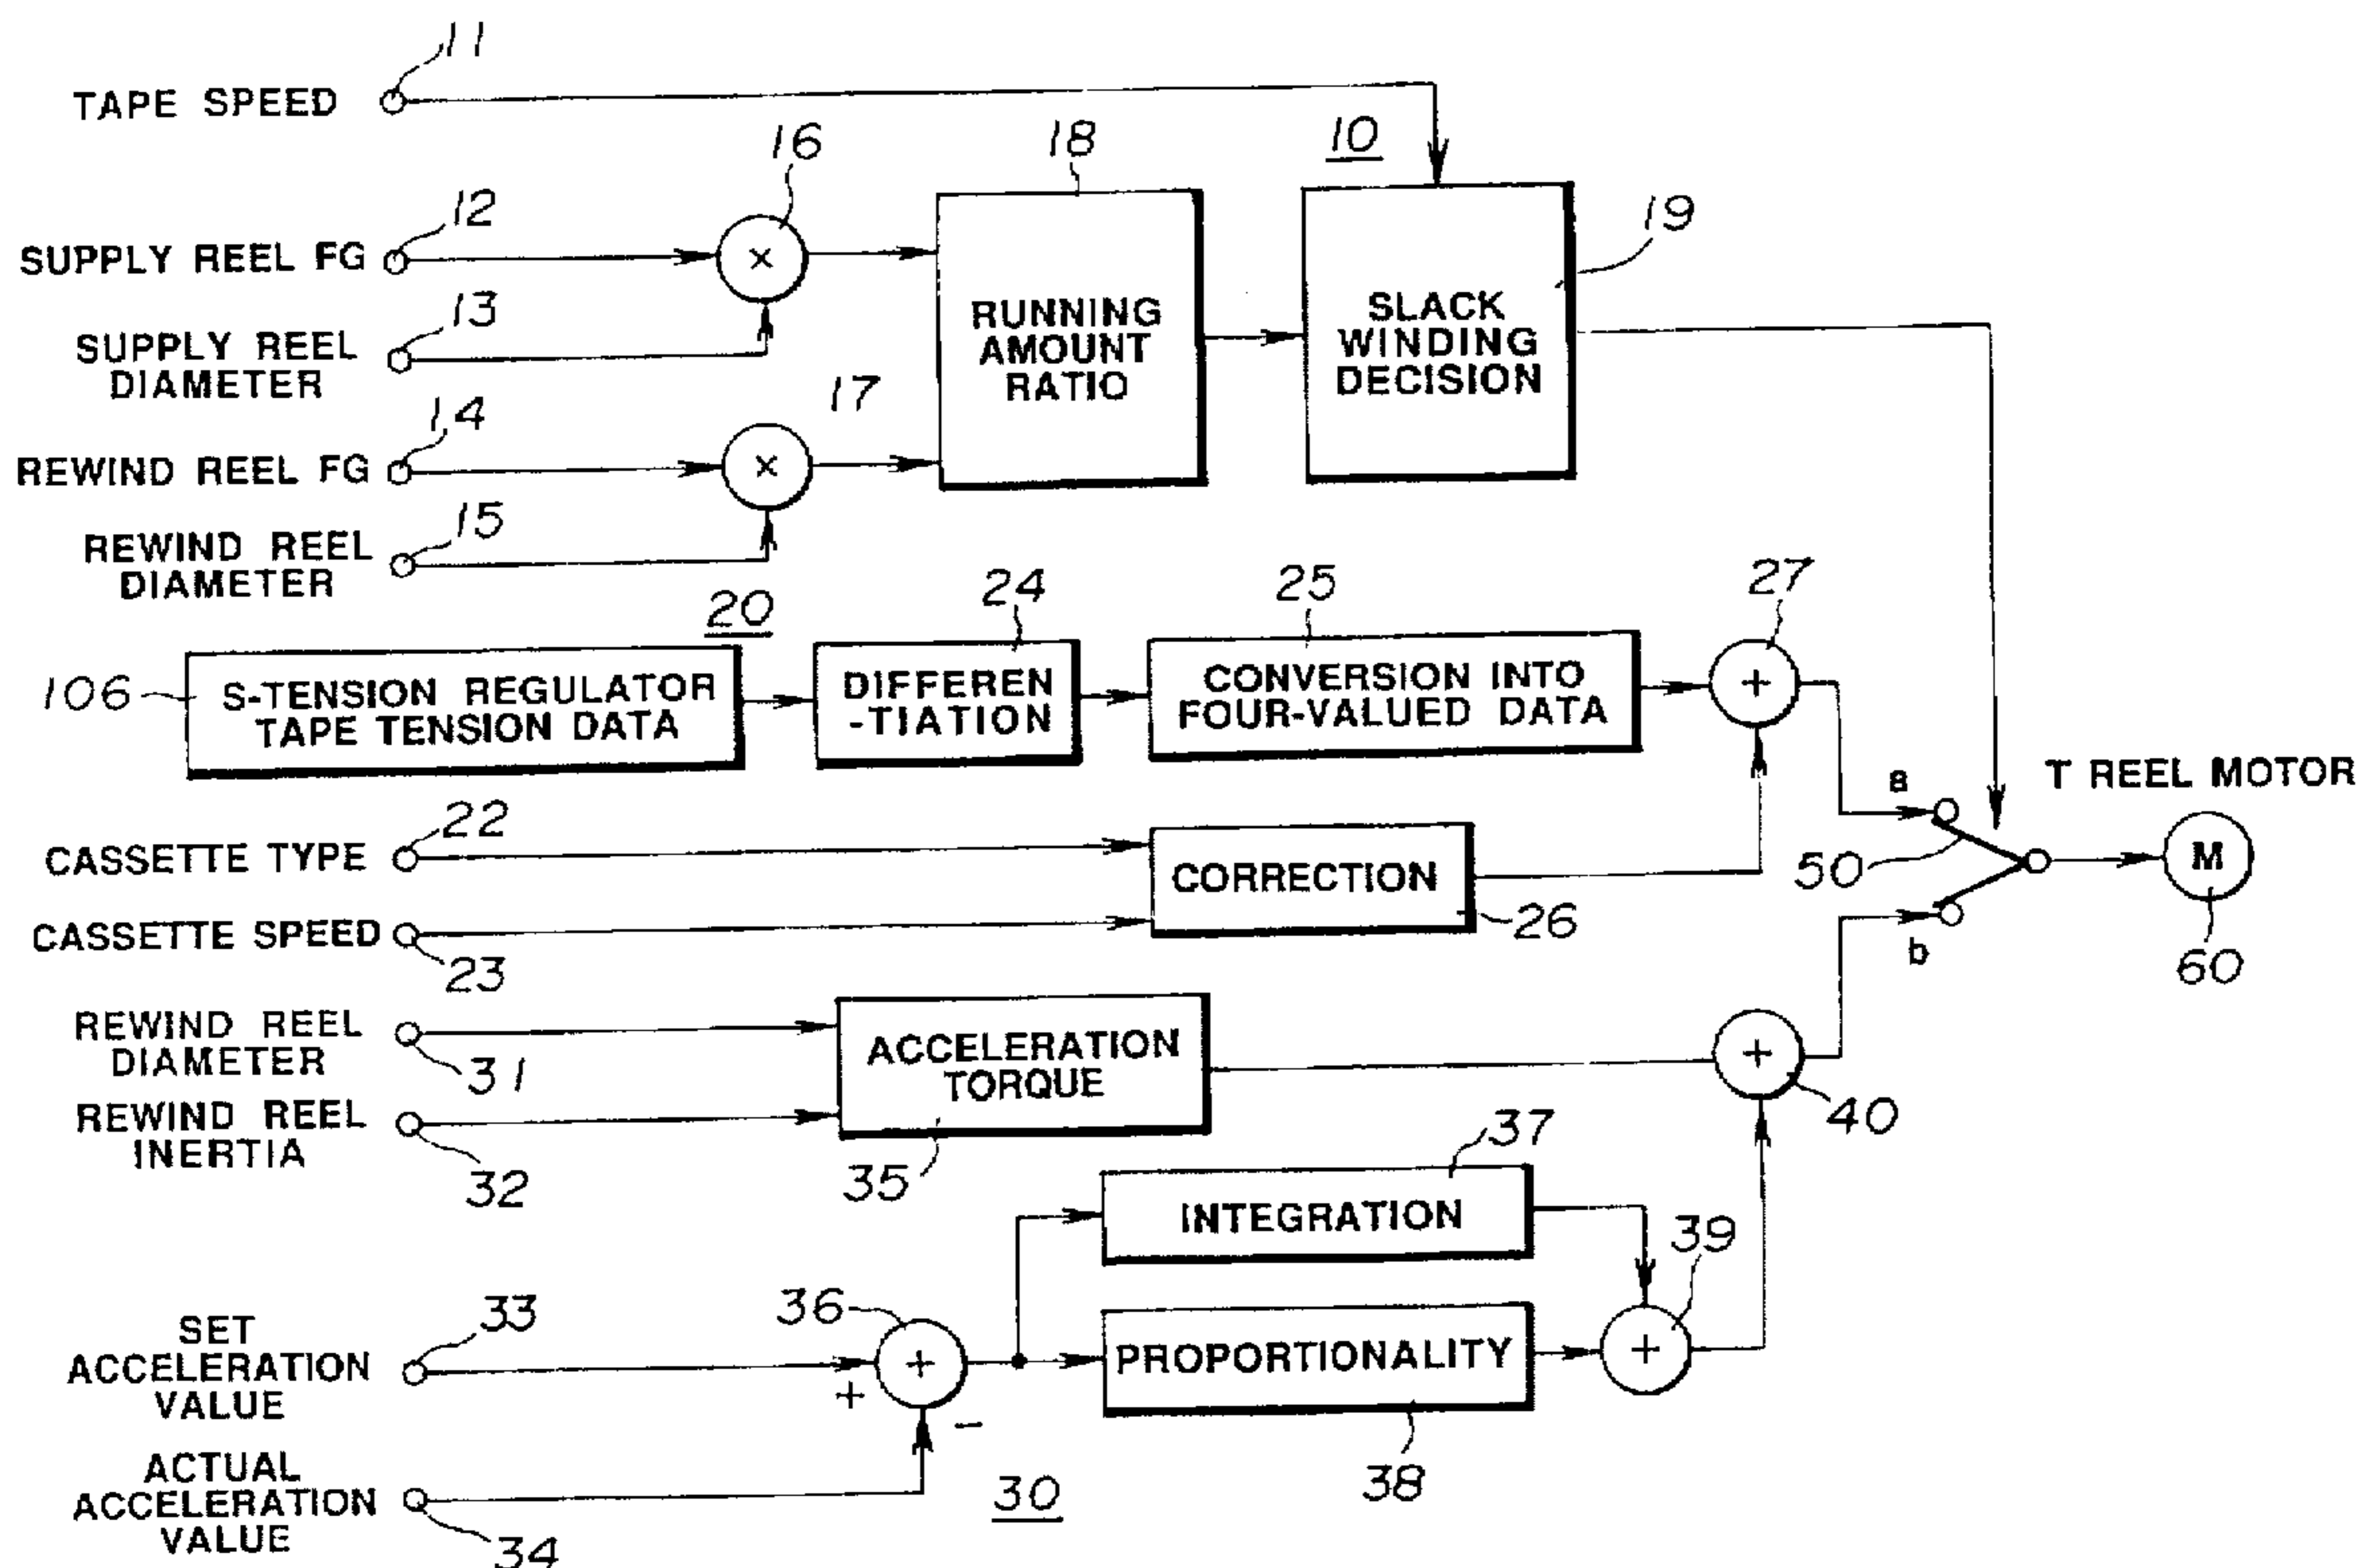 11
TAPE SPEED
16
18
10
12
19
SUPPLY REEL FG
×
13
SUPPLY REEL
DIAMETER
RUNNING
AMOUNT
RATIO
SLACK
WINDING
DECISION
17
14
REWIND REEL FG
×
15
REWIND REEL
DIAMETER
20
24
25
27
106
S-TENSION REGULATOR
TAPE TENSION DATA
DIFFEREN
-TIATION
CONVERSION INTO
FOUR-VALUED DATA
+
a
T REEL MOTOR
22
CASSETTE TYPE
CORRECTION
50
M
CASSETTE SPEED
26
23
b
60
REWIND REEL
DIAMETER
31
ACCELERATION
TORQUE
+
40
REWIND REEL
INERTIA
32
35
37
INTEGRATION
39
33
36
SET
ACCELERATION
VALUE
+
+
−
PROPORTIONALITY
+
38
ACTUAL
ACCELERATION
VALUE
34
30